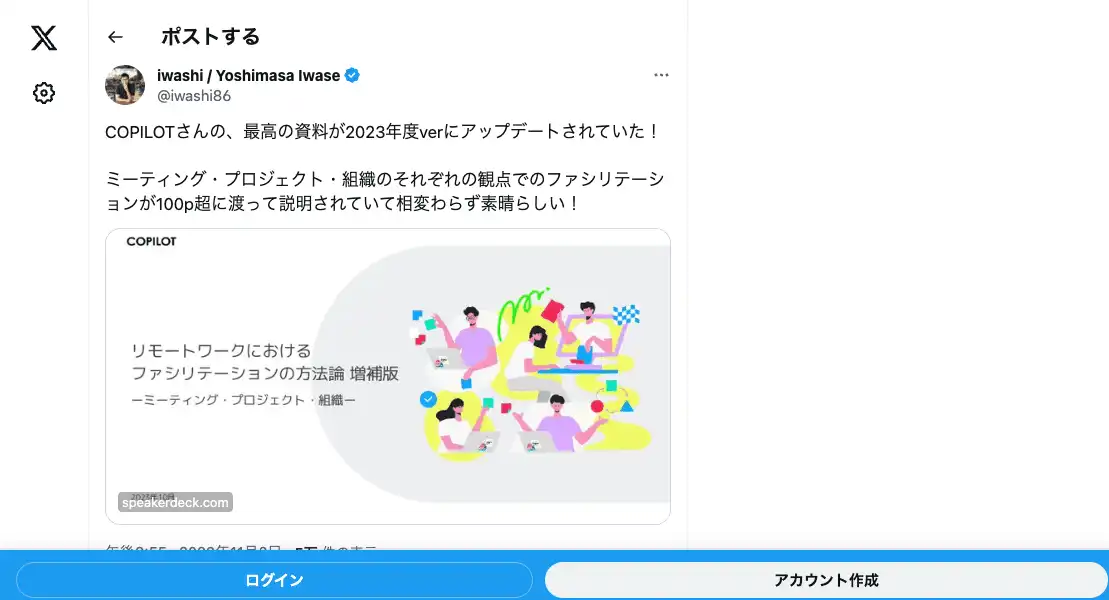 ポストする
iwashi / Yoshimasa Iwase
@iwashi86
COPILOTさんの、最高の資料が2023年度verにアップデートされていた！
ミーティング・プロジェクト・組織のそれぞれの観点でのファシリテーシ
ョンが100p超に渡って説明されていて相変わらず素晴らしい！
COPILOT
リモートワークにおける
ファシリテーションの方法論 増補版
ーミーティング・プロジェクト・組織ー
2023年10月
speakerdeck.com
ログイン
アカウント作成